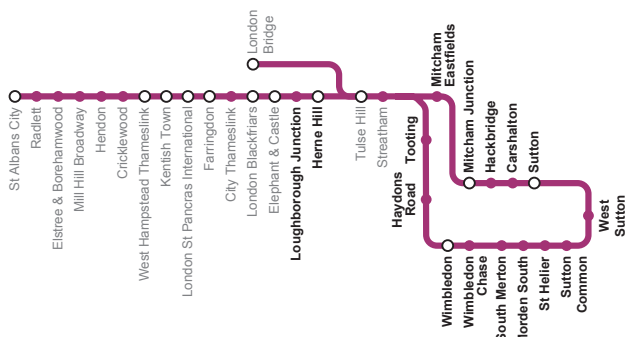 London
Bridge
St Albans City
Radlett
Elstree & Borehamwood
Mill Hill Broadway
Hendon
Cricklewood
West Hampstead Thameslink
Kentish Town
London St Pancras International
Farringdon
City Thameslink
London Blackfriars
Elephant & Castle
Loughborough Junction
Herne Hill
Tulse Hill
Streatham
Mitcham
Eastfields
Mitcham Junction
Hackbridge
Carshalton
Sutton
West
Sutton
Tooting
Haydons
Road
Wimbledon
Wimbledon
Chase
South Merton
Morden South
St Helier
Sutton
Common